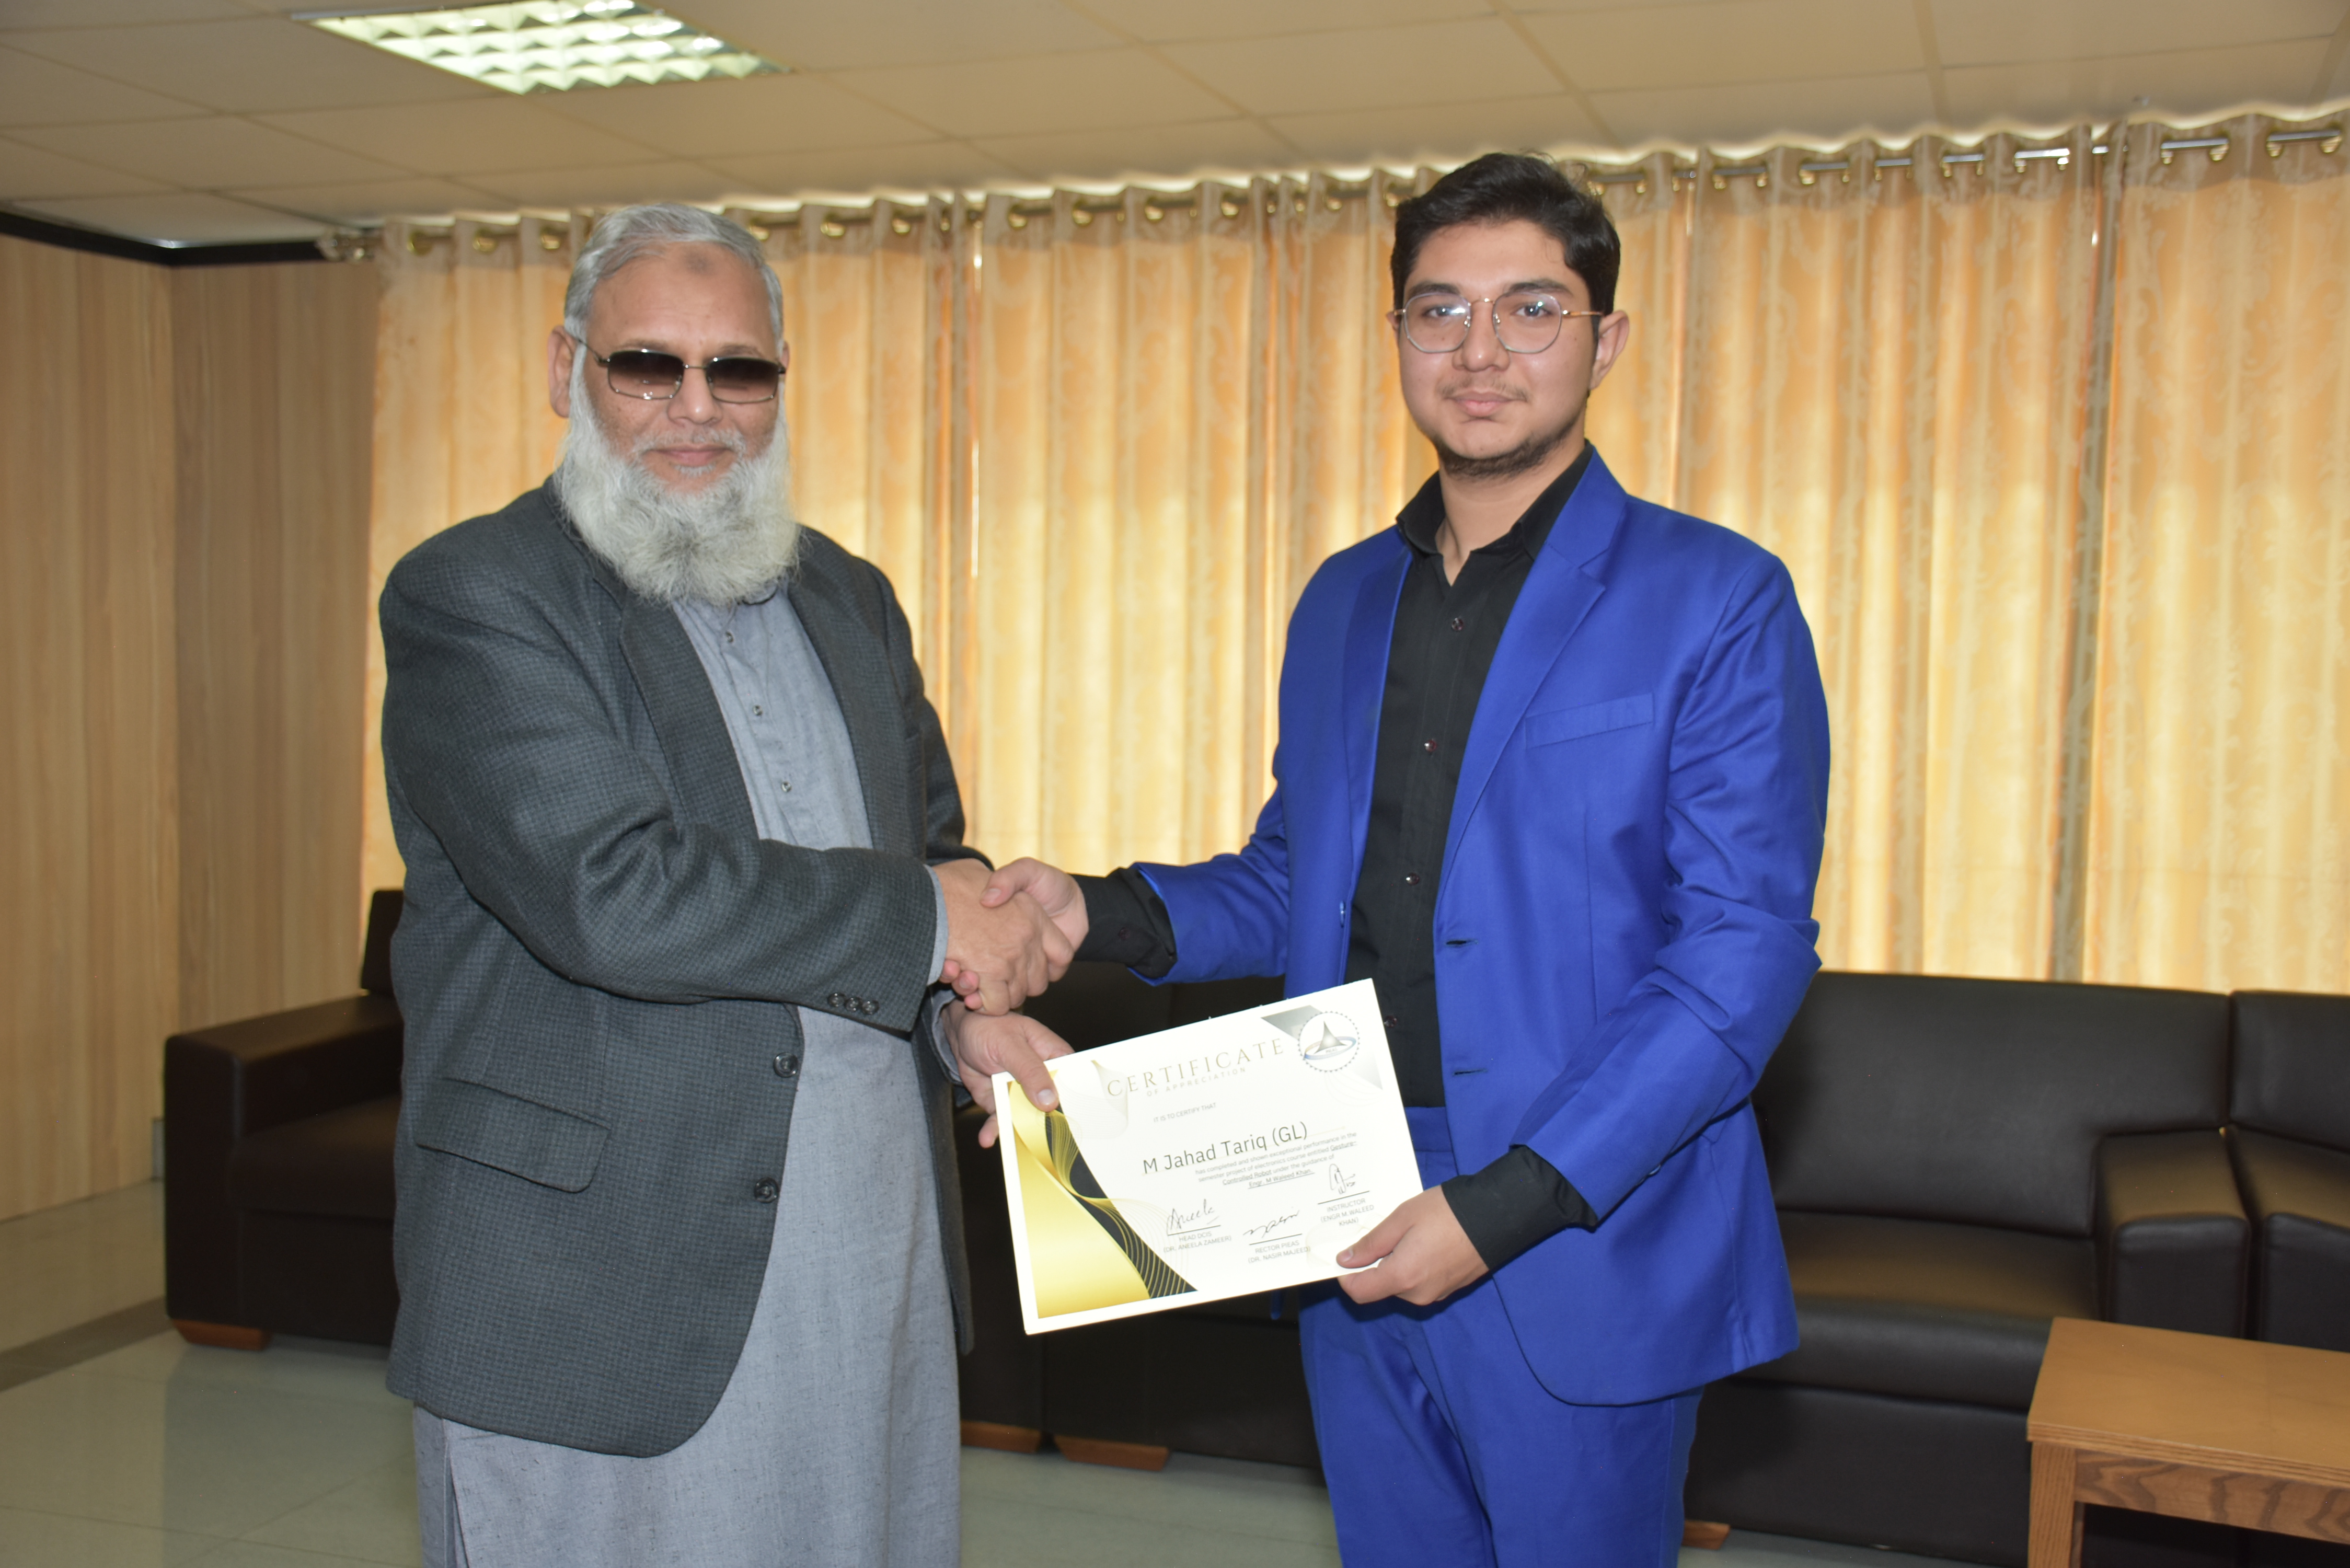 CERTIFICATE
OF APPRECIATION
IT IS TO CERTIFY THAT
M Jahad Tariq (GL)
has completed and shown exceptional performance in the
semester project of electronics course entitled Gesture-
Controlled Robot under the guidance of
Engr. M Waleed Khan.
HEAD DCIS
(DR. ANEELA ZAMEER)
RECTOR PIEAS
(DR. NASIR MAJEED)
INSTRUCTOR
(ENGR M.WALEED
KHAN)